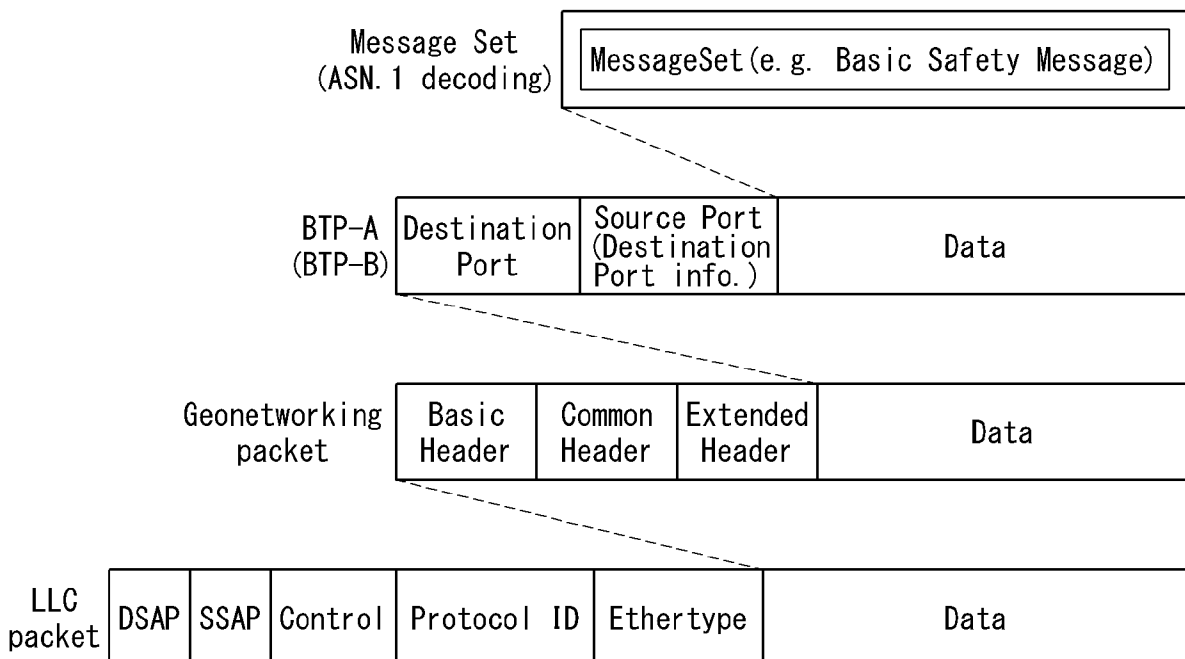 Message Set
(ASN.1 decoding)
MessageSet(e.g. Basic Safety Message)
BTP-A
(BTP-B)
Destination
Port
Source Port
(Destination
Port info.)
Data
Geonetworking
packet
Basic
Header
Common
Header
Extended
Header
Data
LLC
packet
DSAP
SSAP
Control
Protocol ID
Ethertype
Data